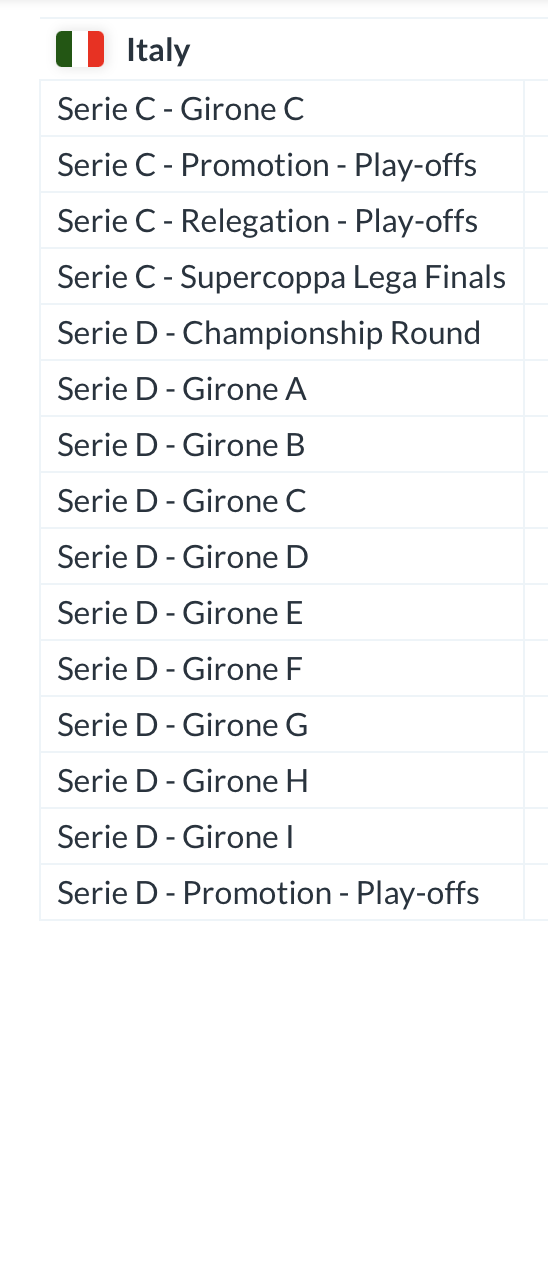 Italy
Serie C - Girone C
Serie C - Promotion - Play-offs
Serie C - Relegation - Play-offs
Serie C - Supercoppa Lega Finals
Serie D - Championship Round
Serie D - Girone A
Serie D - Girone B
Serie D - Girone C
Serie D - Girone D
Serie D - Girone E
Serie D - Girone F
Serie D - Girone G
Serie D - Girone H
Serie D - Girone I
Serie D - Promotion - Play-offs